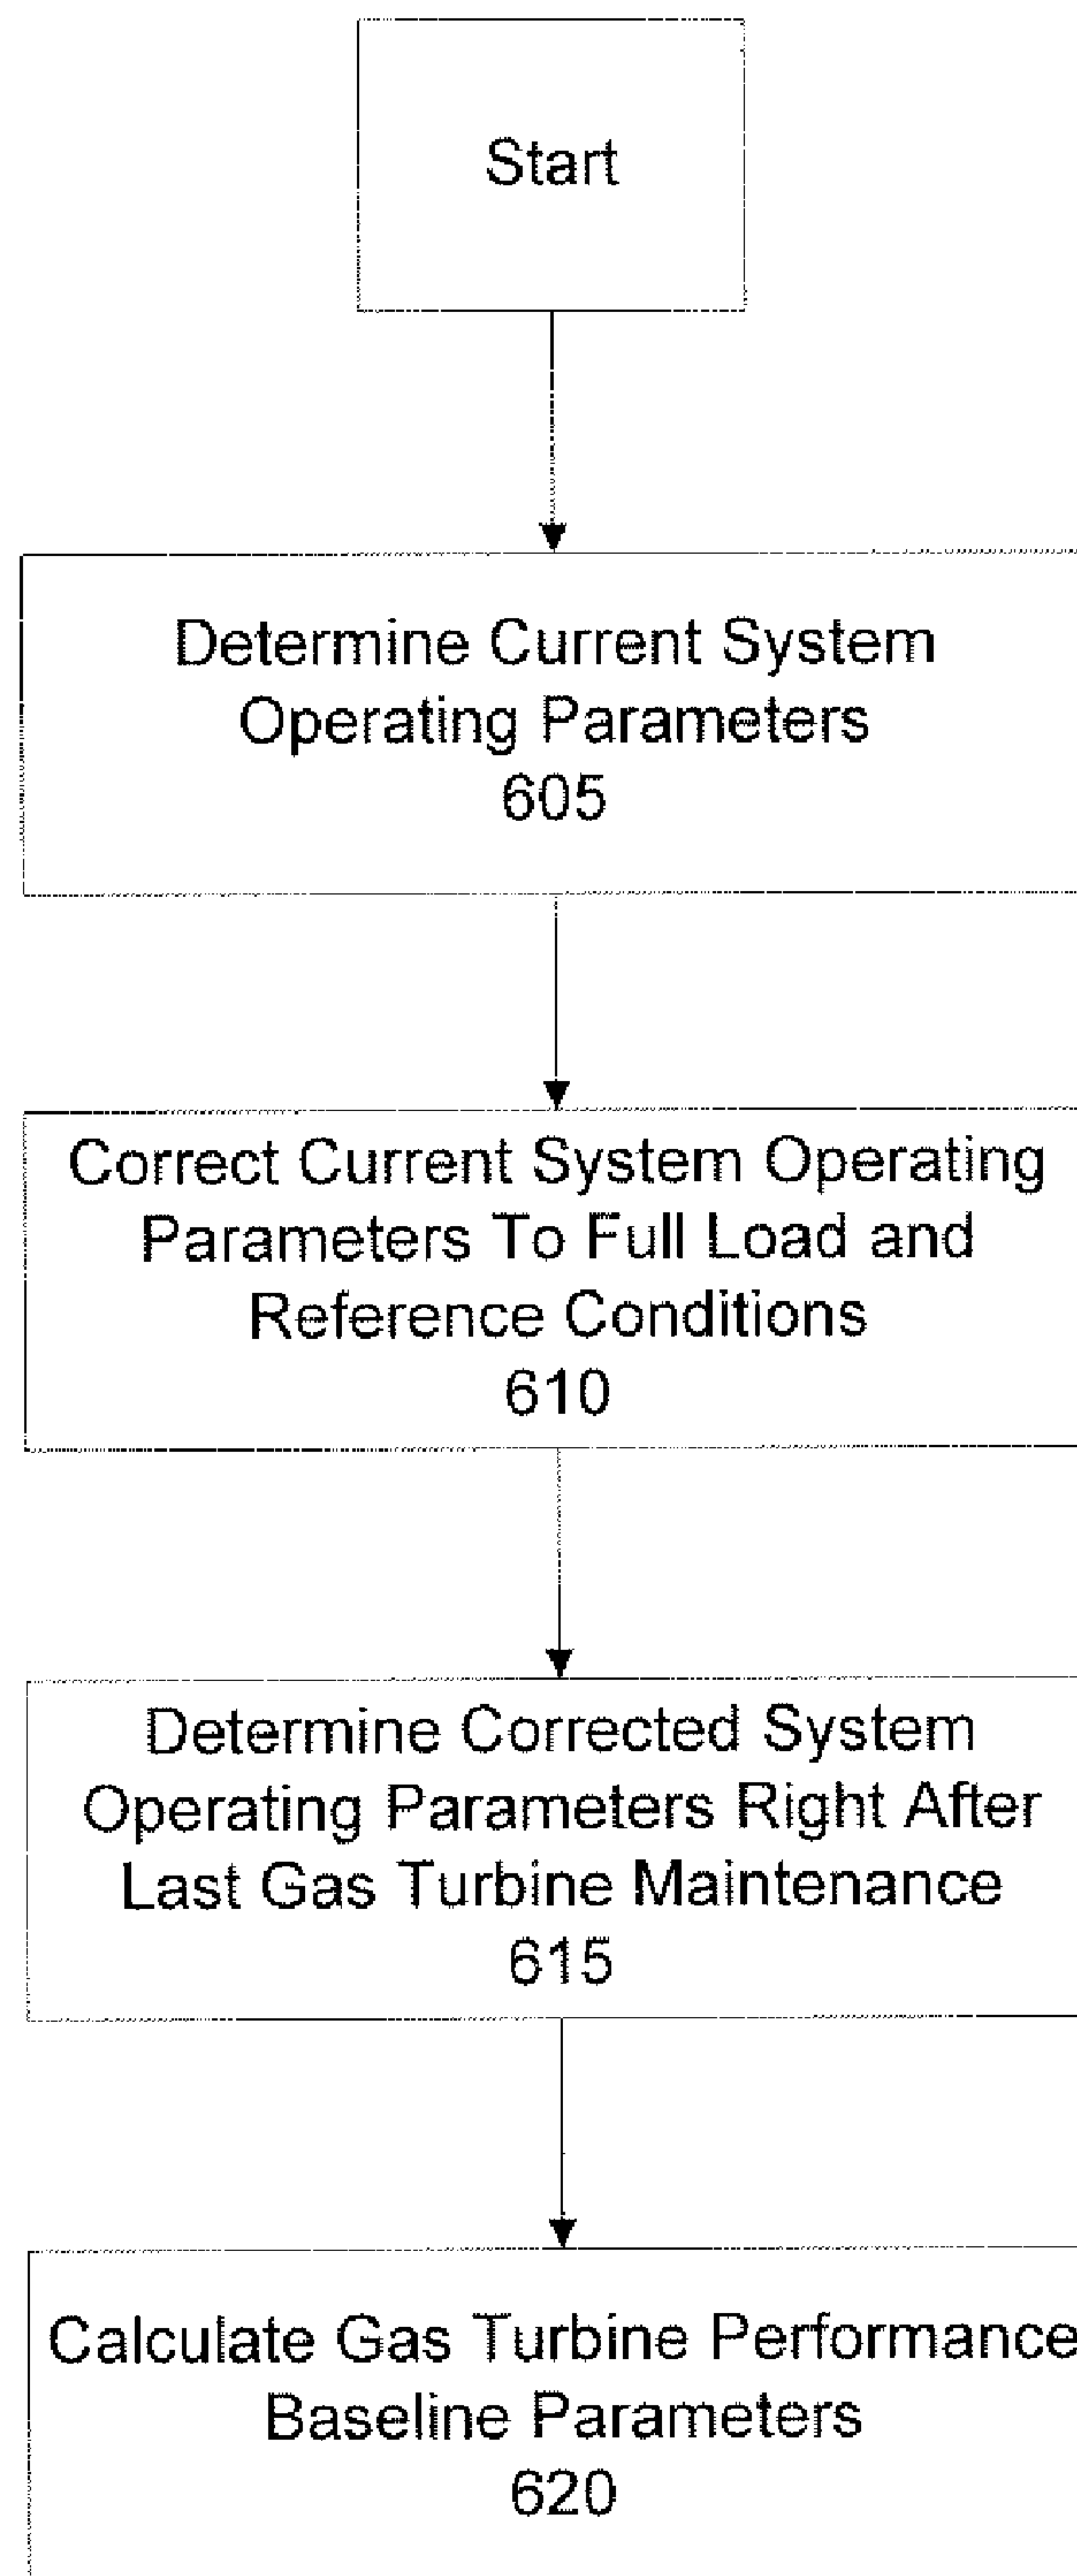 Start
Determine Current System
Operating Parameters
605
Correct Current System Operating
Parameters To Full Load and
Reference Conditions
610
Determine Corrected System
Operating Parameters Right After
Last Gas Turbine Maintenance
615
Calculate Gas Turbine Performance
Baseline Parameters
620